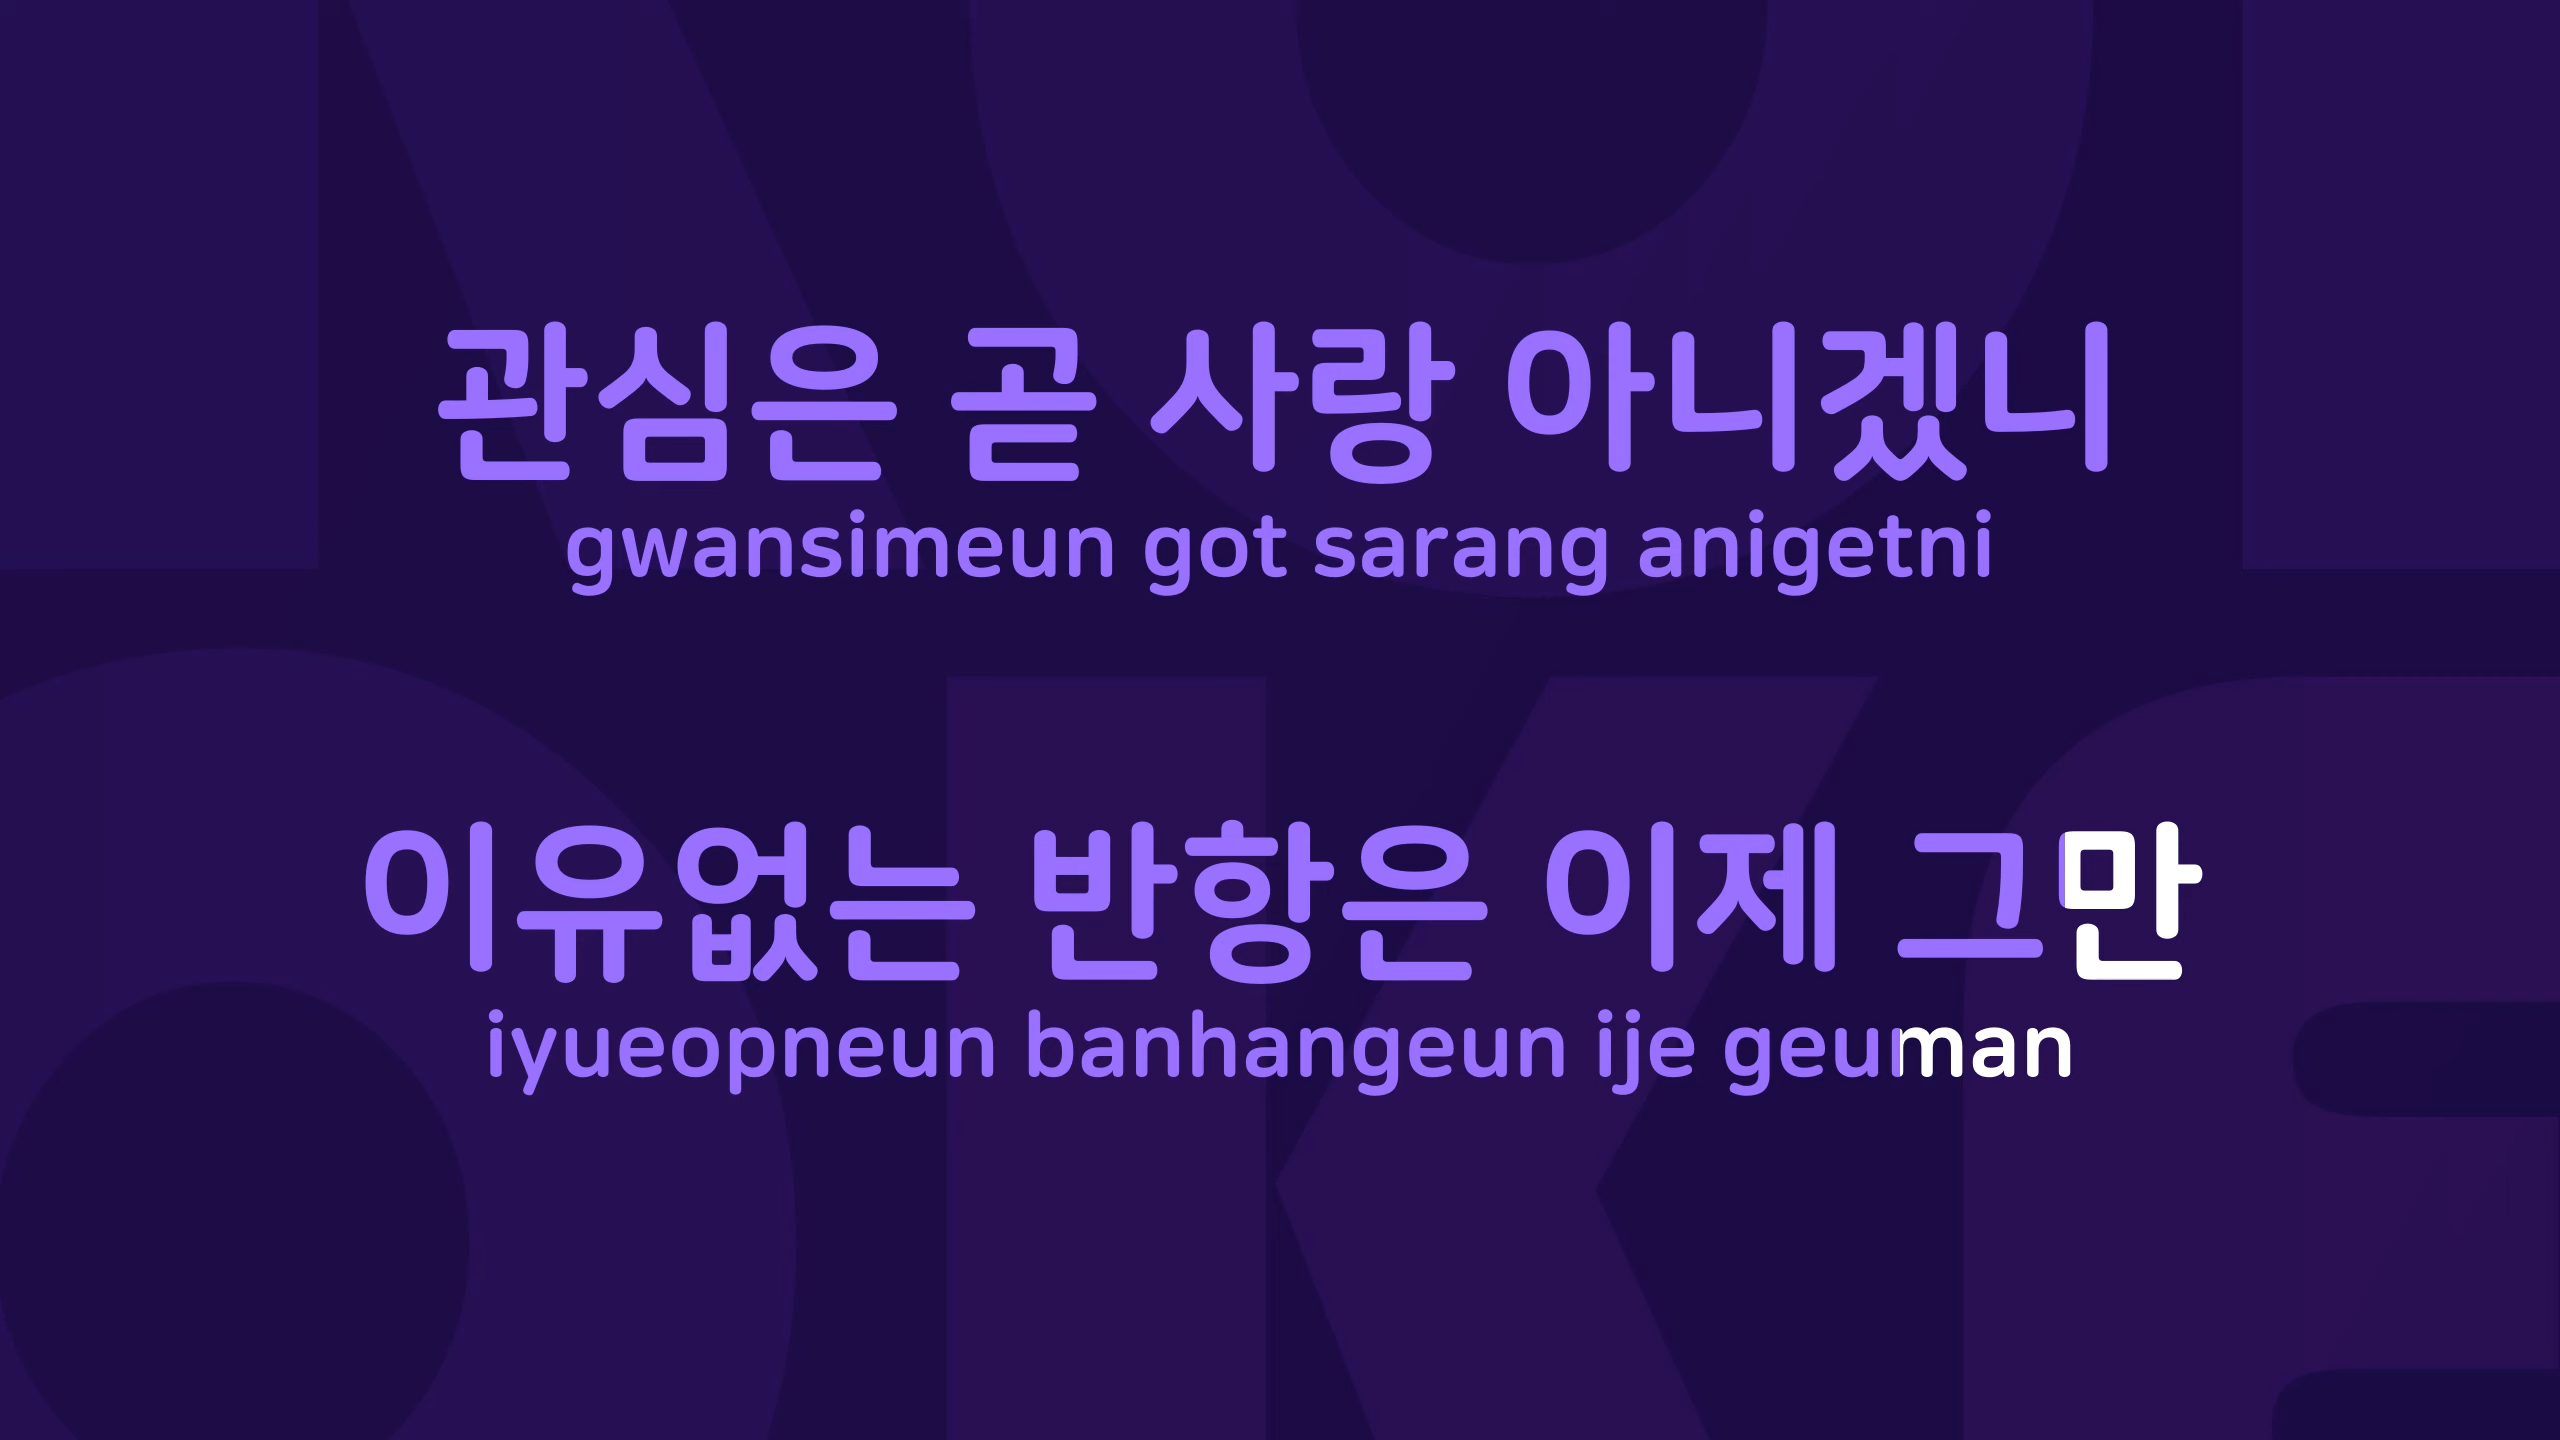 관심은 곧 사랑 아니겠니
gwansimeun got sarang anigetni
이유없는 반항은 이제 그만
iyueopneun banhangeun ije geuman